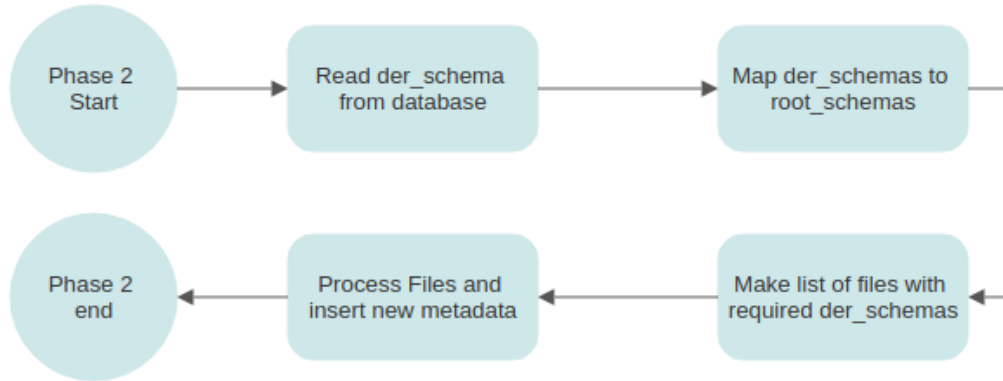 Phase 2
Start
Read der_schema
from database
Map der_schemas to
root_schemas
Phase 2
end
Process Files and
insert new metadata
Make list of files with
required der_schemas